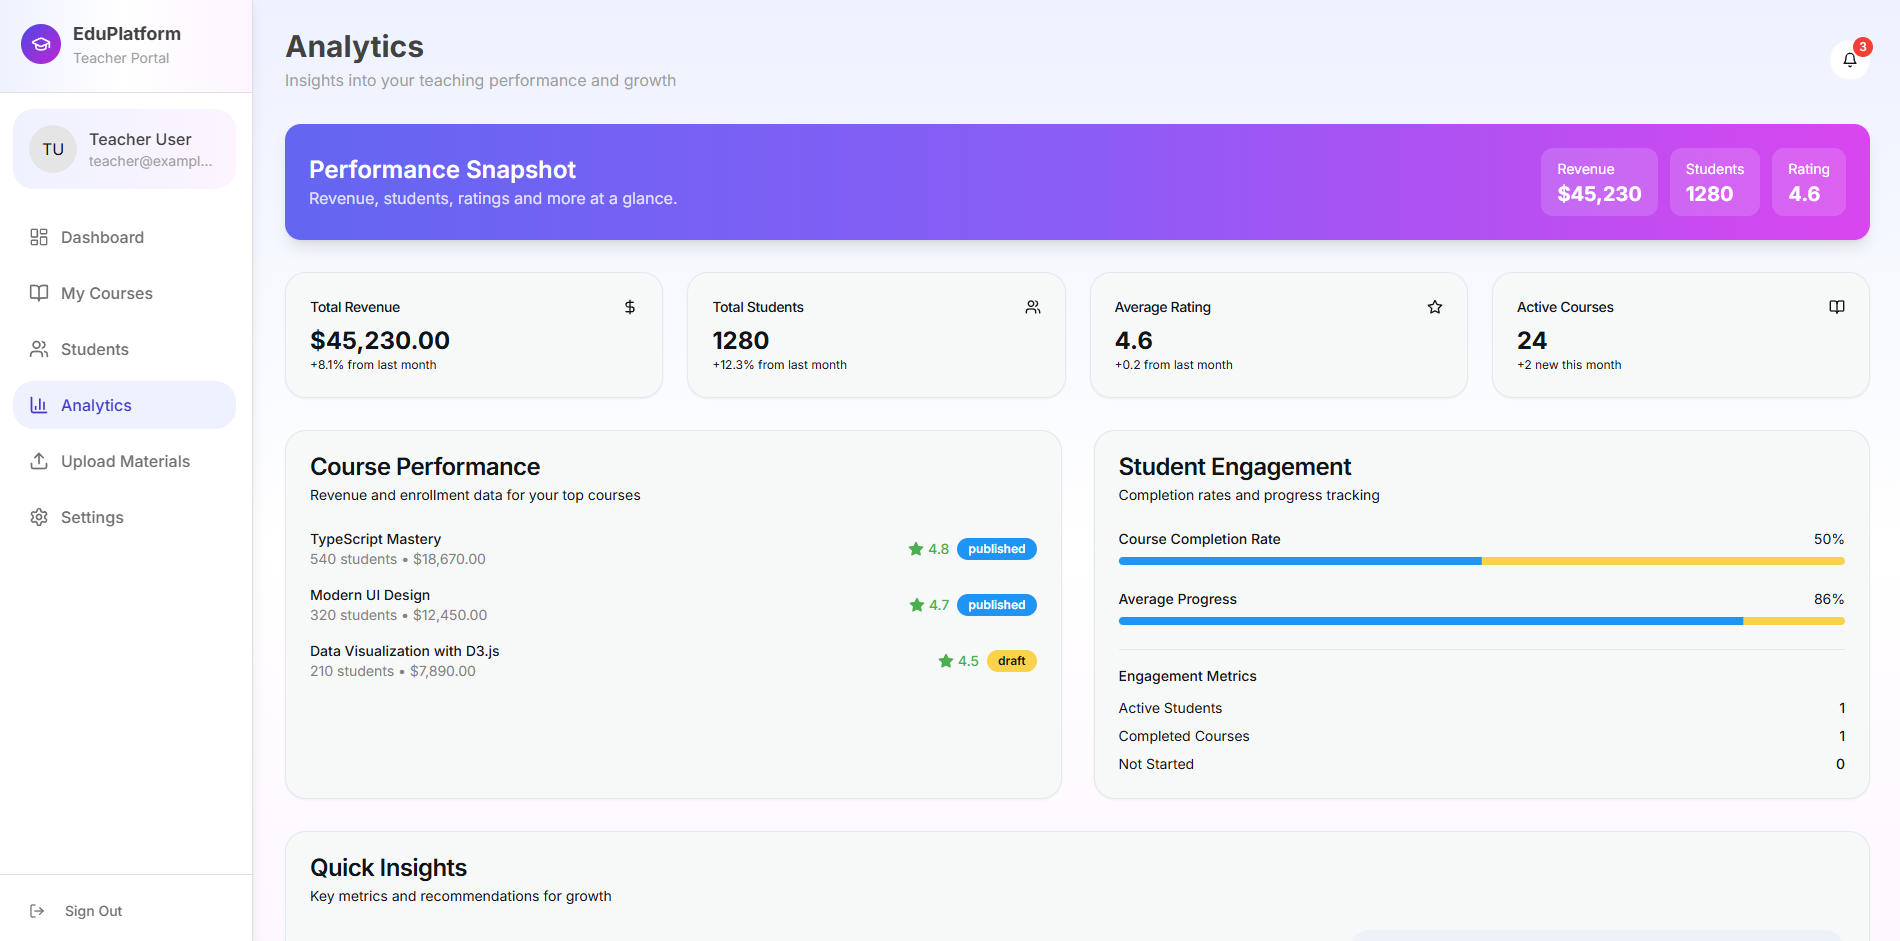 EduPlatform
Teacher Portal
TU
Teacher User
teacher@exampl...
Dashboard
My Courses
Students
Analytics
Upload Materials
Settings
Sign Out
Analytics
Insights into your teaching performance and growth
3
Performance Snapshot
Revenue, students, ratings and more at a glance.
Revenue
$45,230
Students
1280
Rating
4.6
Total Revenue
$45,230.00
+8.1% from last month
Total Students
1280
+12.3% from last month
Average Rating
4.6
+0.2 from last month
Active Courses
24
+2 new this month
Course Performance
Revenue and enrollment data for your top courses
TypeScript Mastery
540 students • $18,670.00
4.8 published
Modern UI Design
320 students • $12,450.00
4.7 published
Data Visualization with D3.js
210 students • $7,890.00
4.5 draft
Student Engagement
Completion rates and progress tracking
Course Completion Rate 50%
Average Progress 86%
Engagement Metrics
Active Students 1
Completed Courses 1
Not Started 0
Quick Insights
Key metrics and recommendations for growth